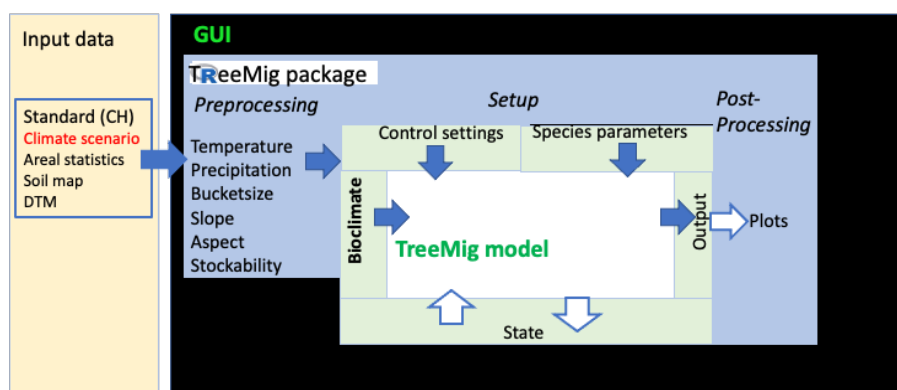 Input data
Standard (CH)
Climate scenario
Areal statistics
Soil map
DTM
GUI
TReeMig package
Preprocessing
Temperature
Precipitation
Bucketsize
Slope
Aspect
Stockability
Setup
Control settings
Species parameters
Bioclimate
TreeMig model
State
Output
Post-
Processing
Plots